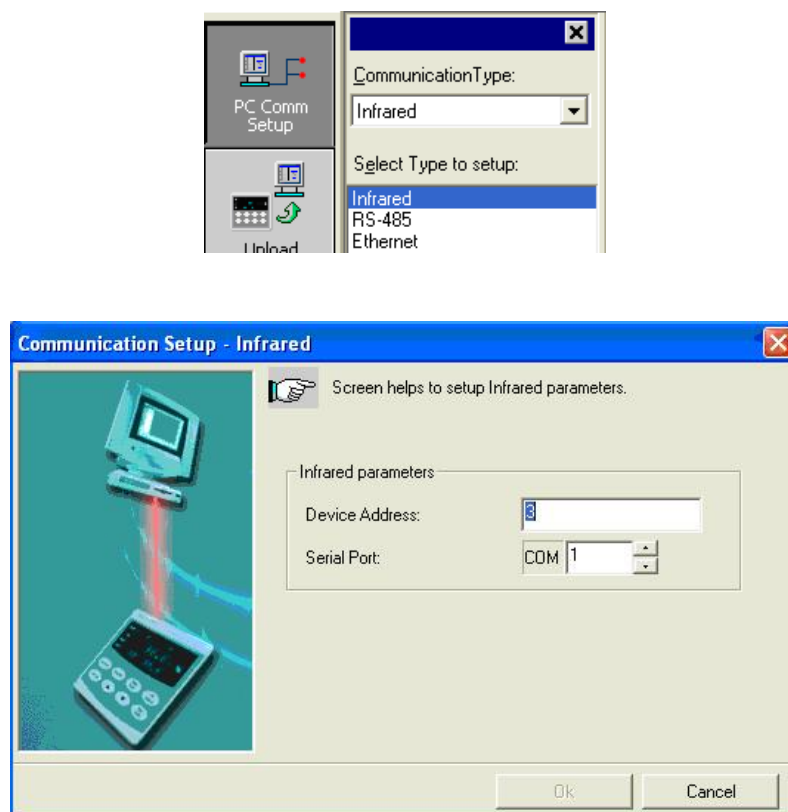 PC Comm
Setup
Upload
CommunicationType:
Infrared
Select Type to setup:
Infrared
RS-485
Ethernet
Communication Setup - Infrared
Screen helps to setup Infrared parameters.
Infrared parameters
Device Address: 3
Serial Port: COM 1
Ok Cancel